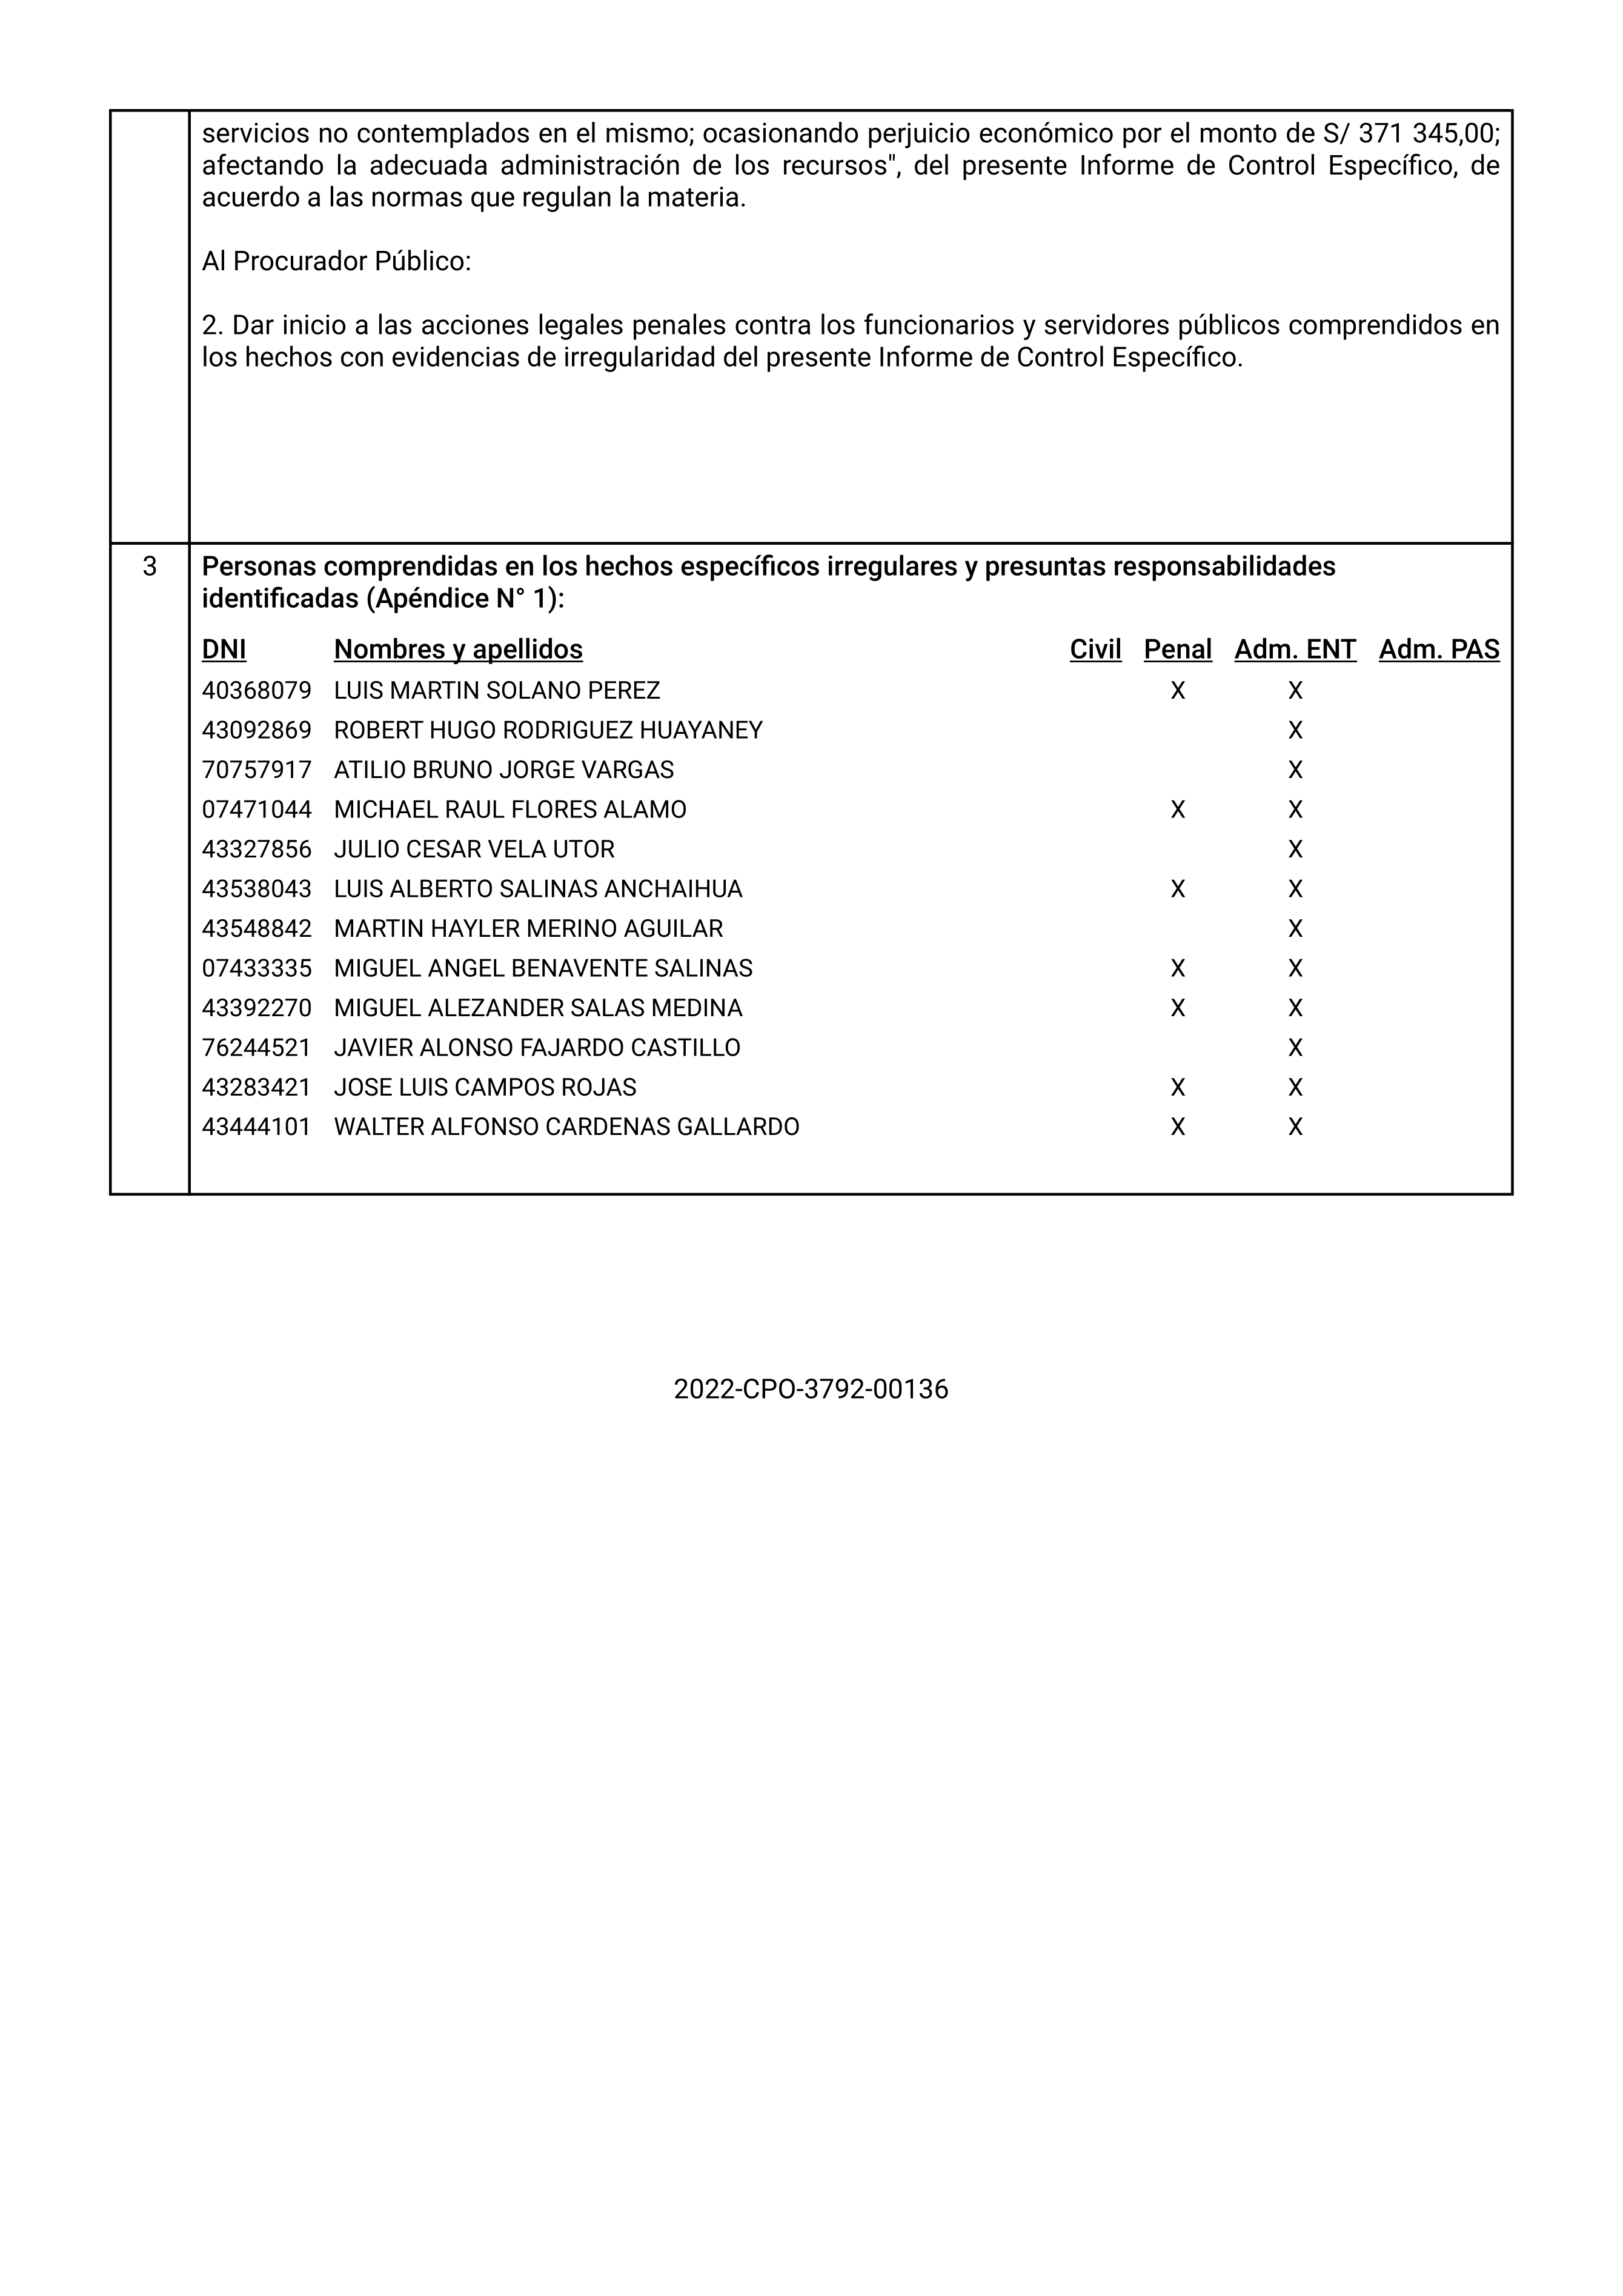 servicios no contemplados en el mismo; ocasionando perjuicio económico por el monto de S/ 371 345,00;
afectando la adecuada administración de los recursos", del presente Informe de Control Específico, de
acuerdo a las normas que regulan la materia.
Al Procurador Público:
2. Dar inicio a las acciones legales penales contra los funcionarios y servidores públicos comprendidos en
los hechos con evidencias de irregularidad del presente Informe de Control Específico.
3 Personas comprendidas en los hechos específicos irregulares y presuntas responsabilidades
identificadas (Apéndice N° 1):
DNI Nombres y apellidos Civil Penal Adm. ENT Adm. PAS
40368079 LUIS MARTIN SOLANO PEREZ X X
43092869 ROBERT HUGO RODRIGUEZ HUAYANEY X
70757917 ATILIO BRUNO JORGE VARGAS X
07471044 MICHAEL RAUL FLORES ALAMO X X
43327856 JULIO CESAR VELA UTOR X
43538043 LUIS ALBERTO SALINAS ANCHAIHUA X X
43548842 MARTIN HAYLER MERINO AGUILAR X
07433335 MIGUEL ANGEL BENAVENTE SALINAS X X
43392270 MIGUEL ALEZANDER SALAS MEDINA X X
76244521 JAVIER ALONSO FAJARDO CASTILLO X
43283421 JOSE LUIS CAMPOS ROJAS X X
43444101 WALTER ALFONSO CARDENAS GALLARDO X X
2022-CPO-3792-00136